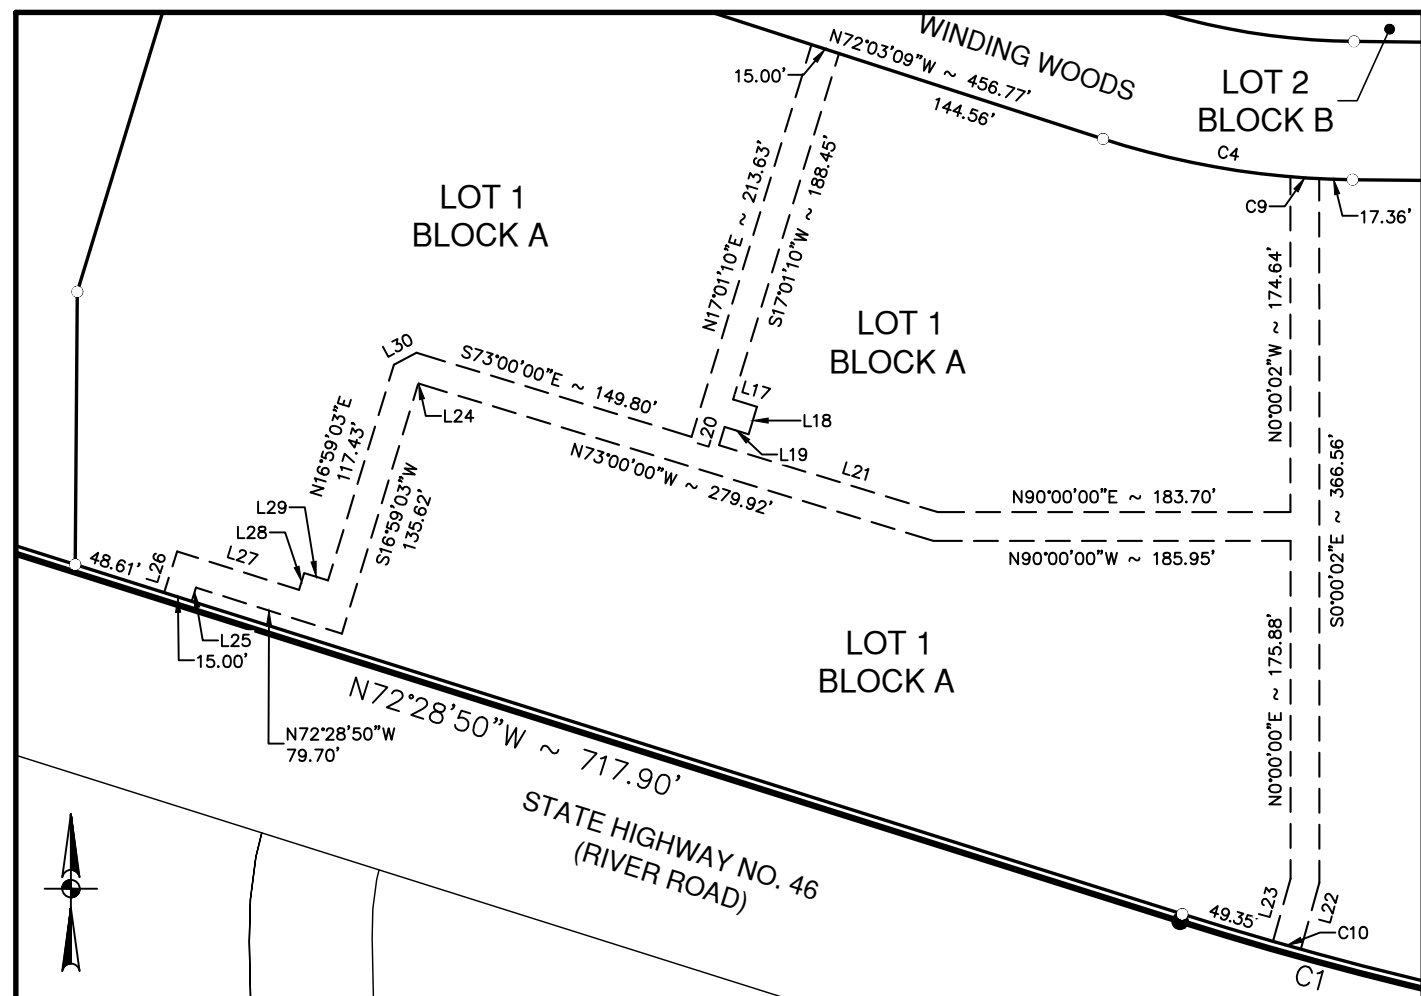 WINDING WOODS
N72°03'09"W ~ 456.77'
144.56'
15.00'
LOT 2
BLOCK B
C4
C9
17.36'
LOT 1
BLOCK A
N17°01'10"E ~ 213.63'
S17°01'10"W ~ 188.45'
N0°00'02"W ~ 174.64'
LOT 1
BLOCK A
L30
S73°00'00"E ~ 149.80'
L24
L17
L18
L20
L19
N73°00'00"W ~ 279.92'
L21
N16°59'03"E
117.43'
S16°59'03"W
135.62'
N90°00'00"E ~ 183.70'
N90°00'00"W ~ 185.95'
S0°00'02"E ~ 366.56'
L29
L28
48.61'
L26
L27
L25
15.00'
LOT 1
BLOCK A
N0°00'00"E ~ 175.88'
N72°28'50"W ~ 717.90'
N72°28'50"W
79.70'
STATE HIGHWAY NO. 46
(RIVER ROAD)
49.35'
L23
L22
C10
C1